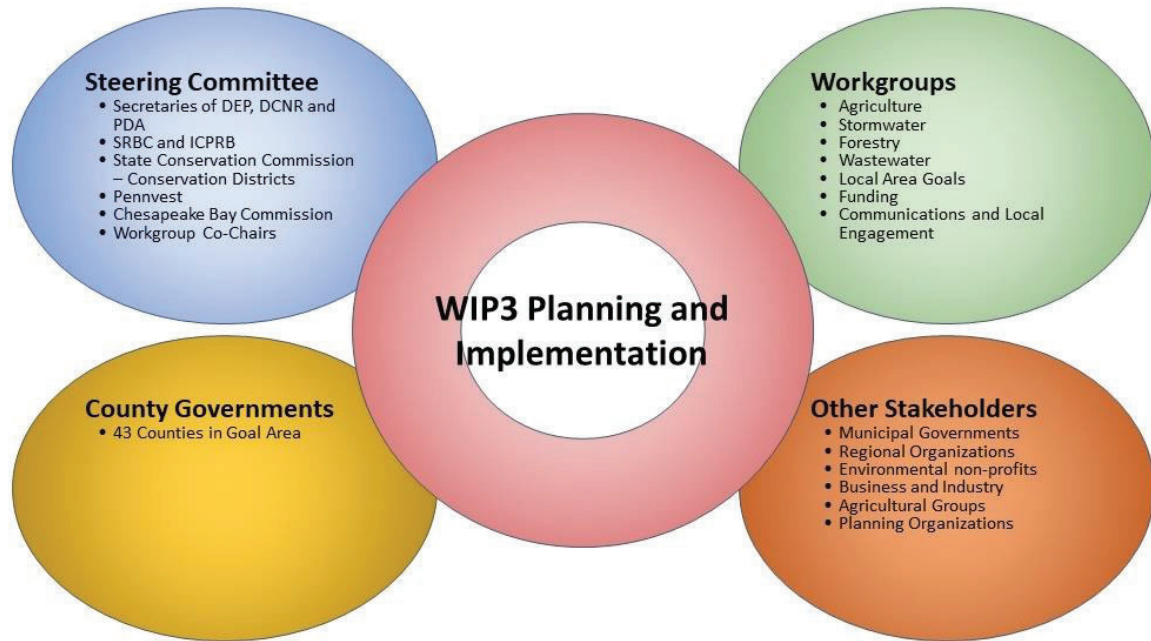 Steering Committee
• Secretaries of DEP, DCNR and
PDA
• SRBC and ICPRB
• State Conservation Commission
– Conservation Districts
• Pennvest
• Chesapeake Bay Commission
• Workgroup Co-Chairs
Workgroups
• Agriculture
• Stormwater
• Forestry
• Wastewater
• Local Area Goals
• Funding
• Communications and Local
Engagement
WIP3 Planning and
Implementation
County Governments
• 43 Counties in Goal Area
Other Stakeholders
• Municipal Governments
• Regional Organizations
• Environmental non-profits
• Business and Industry
• Agricultural Groups
• Planning Organizations